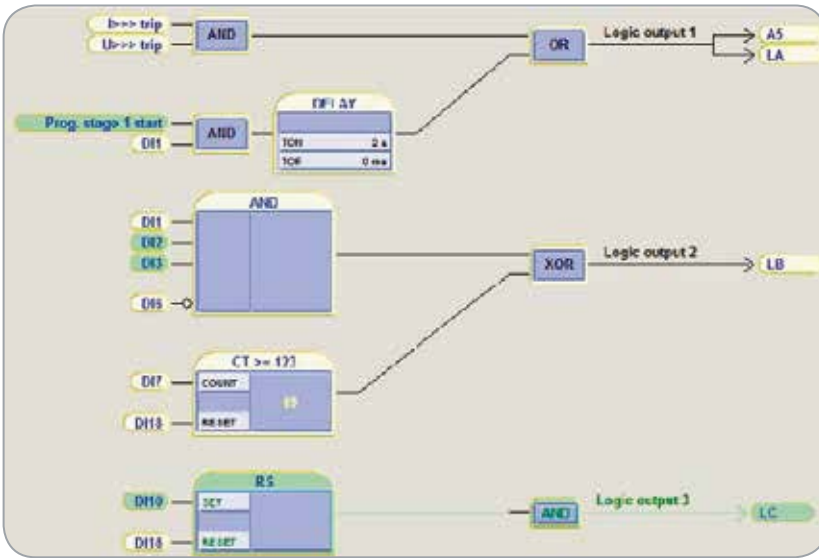 I>>> trip
U>>> trip
AND
OR
Logic output 1
A5
LA
Prog. stage 1 start
DI1
AND
DELAY
TON 2 s
TOF 0 ms
AND
DI1
DI2
DI3
XOR
Logic output 2
LB
CT >=
DI7
COUNT
DI18
RESET
RS
DI10
SET
DI18
RESET
AND
Logic output 3
LC